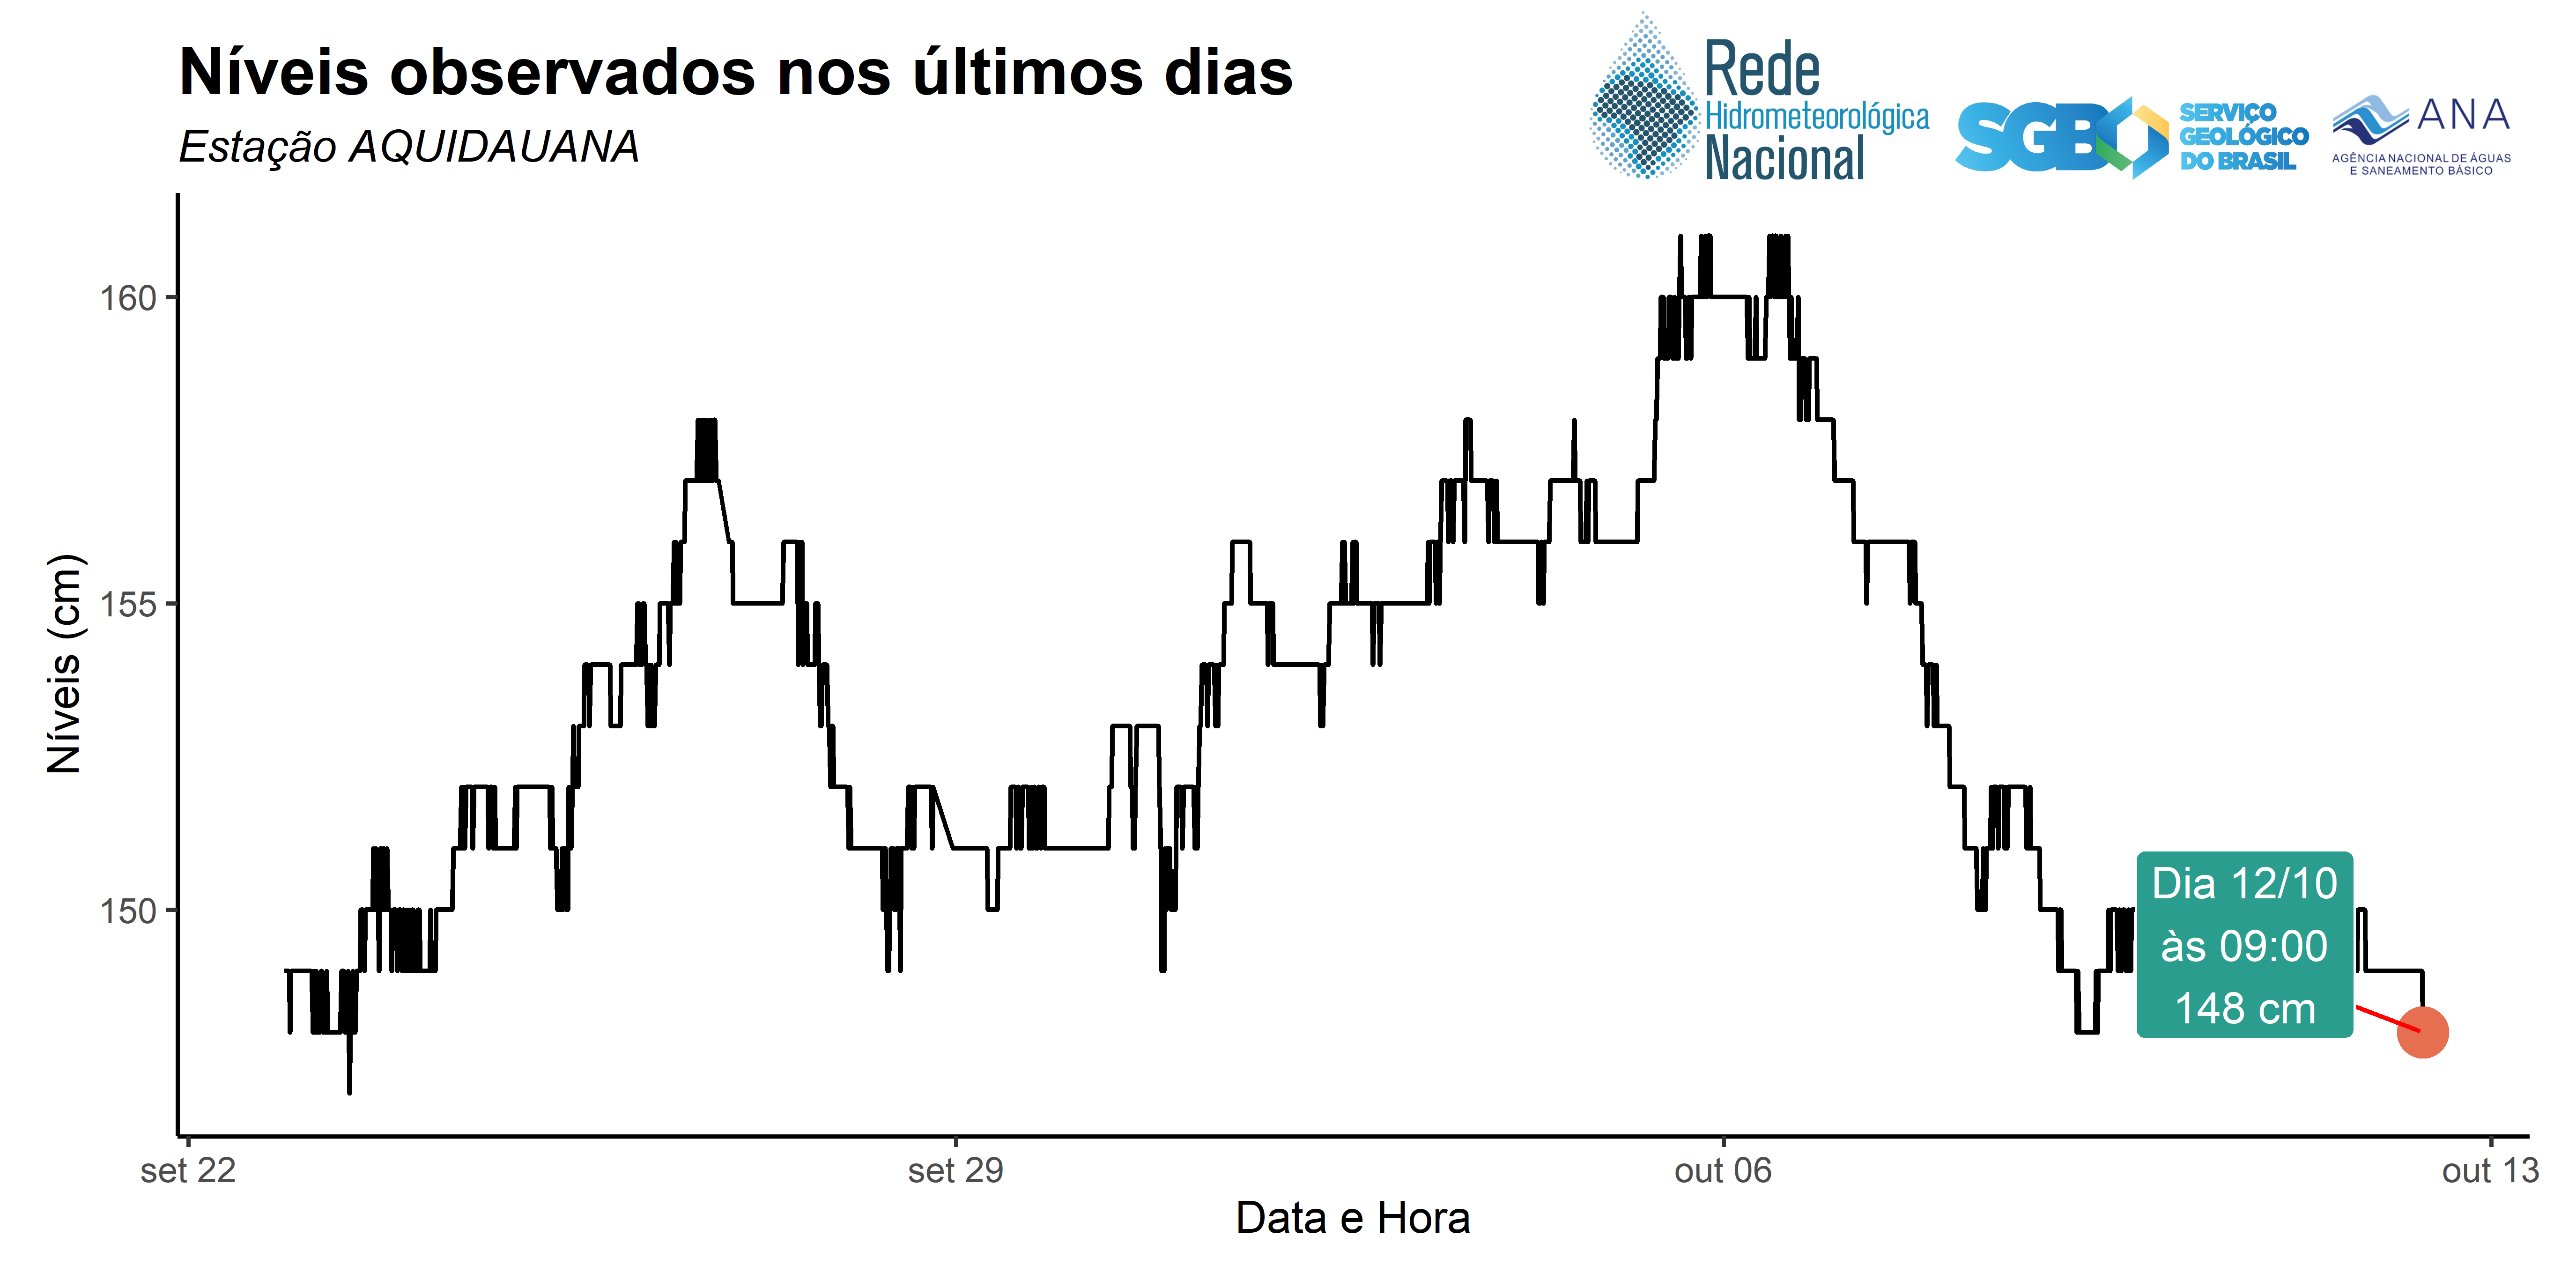 Níveis observados nos últimos dias
Estação AQUIDAUANA
Rede
Hidrometeorológica
Nacional
SGB
SERVIÇO
GEOLÓGICO
DO BRASIL
ANA
AGÊNCIA NACIONAL DE ÁGUAS
E SANEAMENTO BÁSICO
Níveis (cm)
160
155
150
Dia 12/10
às 09:00
148 cm
set 22
set 29
out 06
out 13
Data e Hora